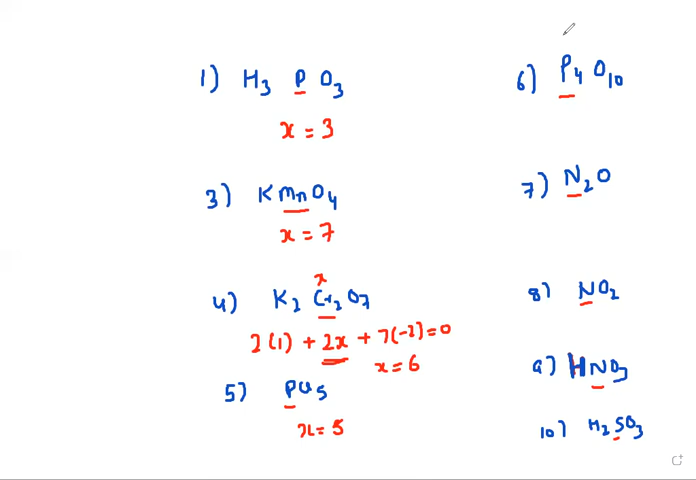 1) H3 P O3
x = 3
3) K Mn O4
x = 7
4) K2 Cr2 O7
x
2(1) + 2x + 7(-2) = 0
x = 6
5) PCl5
x = 5
6) P4 O10
7) N2O
8) NO2
9) HNO3
10) H2SO3